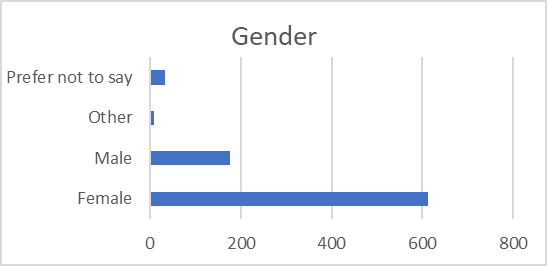 Gender
Prefer not to say
Other
Male
Female
0 200 400 600 800